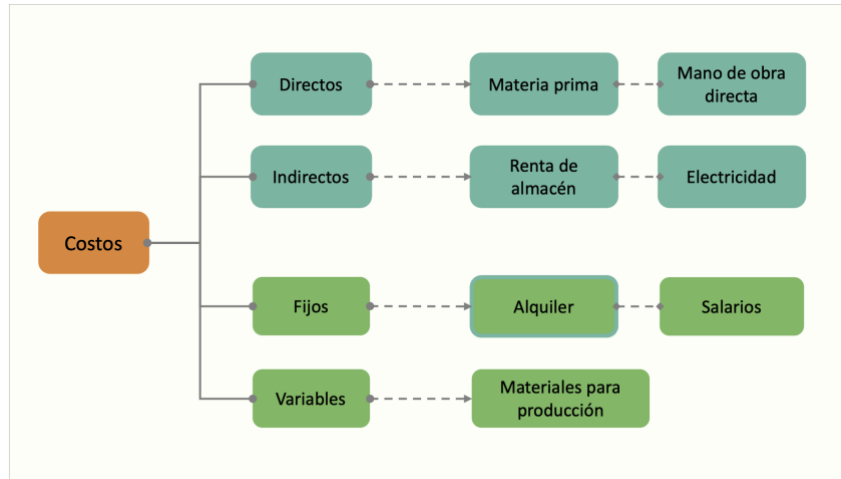 Directos
Materia prima
Mano de obra
directa
Indirectos
Renta de
almacén
Electricidad
Costos
Fijos
Alquiler
Salarios
Variables
Materiales para
producción